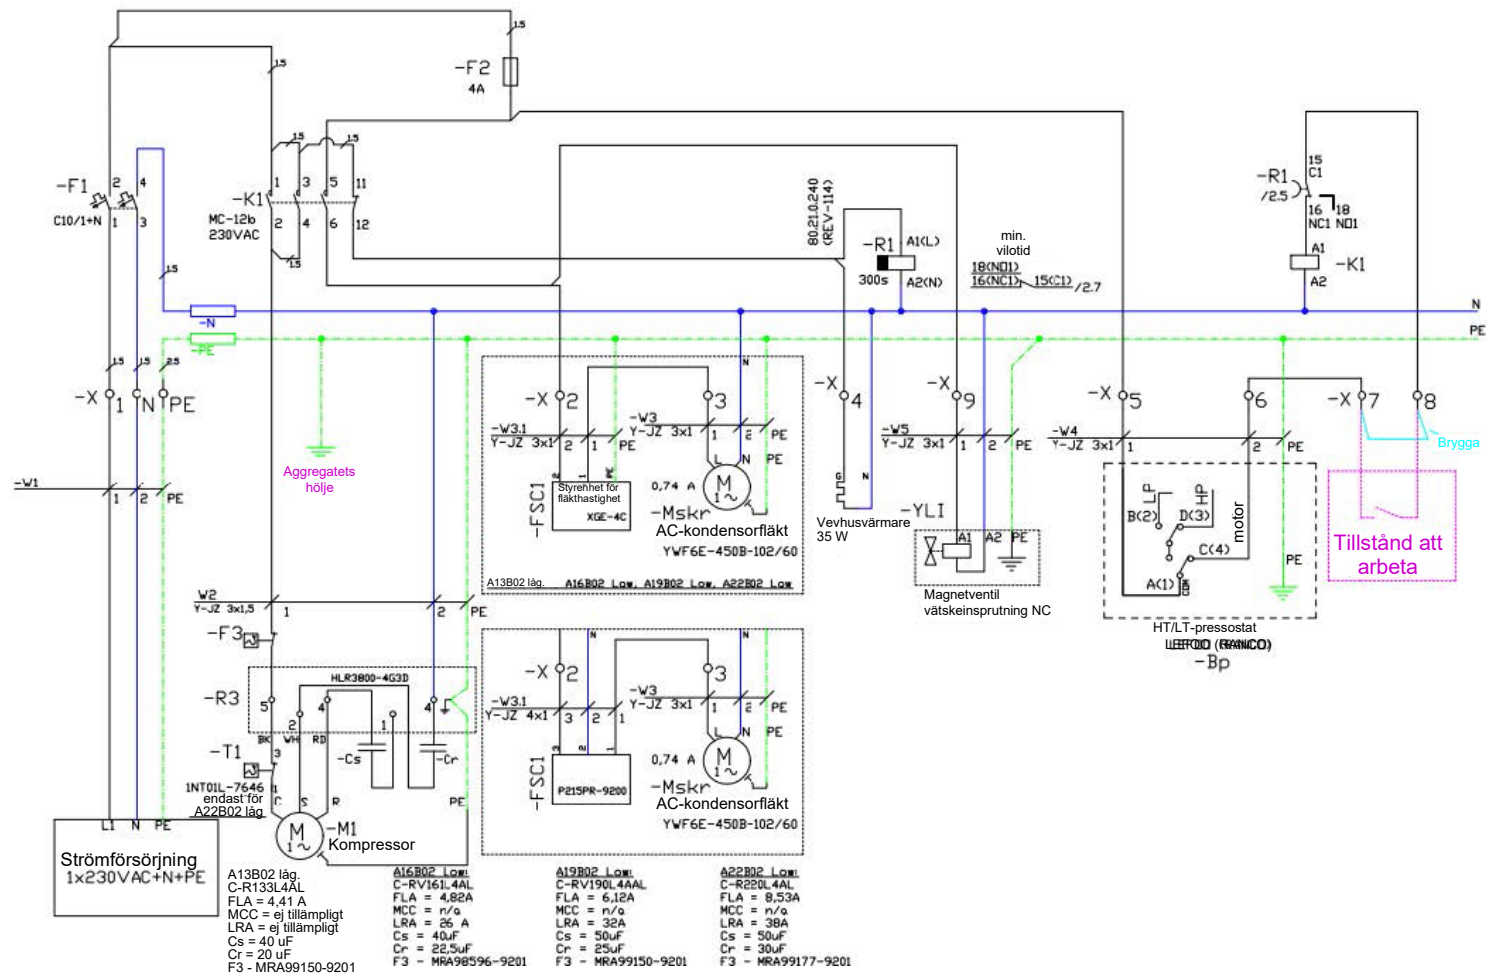 1.5
1.5
-F2
4A
1.5
1.5
-F1
2
4
C10/1+N
1
3
1.5
-K1
MC-12b
230VAC
1
3
5
11
2
4
6
12
1.5
80.21.0.240
(REV-114)
-R1
A1(L)
300s
A2(N)
min.
vilotid
18(NO1)
16(NC1)
15(C1)
/2.7
-R1
/2.5
15
C1
16
18
NC1
NO1
A1
-K1
A2
-N
N
-PE
PE
1.5
1.5
2.5
-X
1
N
PE
Aggregatets
hölje
-W1
1
2
PE
N
-X
2
3
-W3.1
Y-JZ 3x1
2
1
PE
-W3
Y-JZ 3x1
1
2
PE
2
1
PE
-FSC1
Styrenhet för
fläkthastighet
XGE-4C
0,74 A
L
N
PE
M
1~
-Mskr
AC-kondensorfläkt
YWF6E-450B-102/60
A13B02 låg.
A16B02 Low, A19B02 Low, A22B02 Low
-X
4
G
N
Vevhusvärmare
35 W
-X
9
-W5
Y-JZ 3x1
1
2
PE
-YLI
A1
A2
PE
Magnetventil
vätskeinsprutning NC
-X
5
6
-X
7
8
-W4
Y-JZ 3x1
1
2
PE
Brygga
LP
HP
B(2)
D(3)
motor
C(4)
A(1)
COM
PE
HT/LT-pressostat
-Bp
Tillstånd att
arbeta
W2
Y-JZ 3x1,5
1
2
PE
-F3
-R3
HLR3800-4G3D
5
2
4
1
4
BK
WH
RD
-Cs
-Cr
-T1
3
1
1NT01L-7646
endast för
A22B02 låg
C
S
R
PE
M
1~
-M1
Kompressor
N
N
-X
2
3
-W3.1
Y-JZ 4x1
3
2
1
-W3
Y-JZ 3x1
1
2
PE
3
2
1
-FSC1
P215PR-9200
0,74 A
L
N
PE
M
1~
-Mskr
AC-kondensorfläkt
YWF6E-450B-102/60
L1
N
PE
Strömförsörjning
1x230VAC+N+PE
A13B02 låg.
C-R133L4AL
FLA = 4,41 A
MCC = ej tillämpligt
LRA = ej tillämpligt
Cs = 40 uF
Cr = 20 uF
F3 - MRA99150-9201
A16B02 Low:
C-RV161L4AL
FLA = 4,82A
MCC = n/a
LRA = 26 A
Cs = 40uF
Cr = 22,5uF
F3 - MRA98596-9201
A19B02 Low:
C-RV190L4AAL
FLA = 6,12A
MCC = n/a
LRA = 32A
Cs = 50uF
Cr = 25uF
F3 - MRA99150-9201
A22B02 Low:
C-R220L4AL
FLA = 8,53A
MCC = n/a
LRA = 38A
Cs = 50uF
Cr = 30uF
F3 - MRA99177-9201